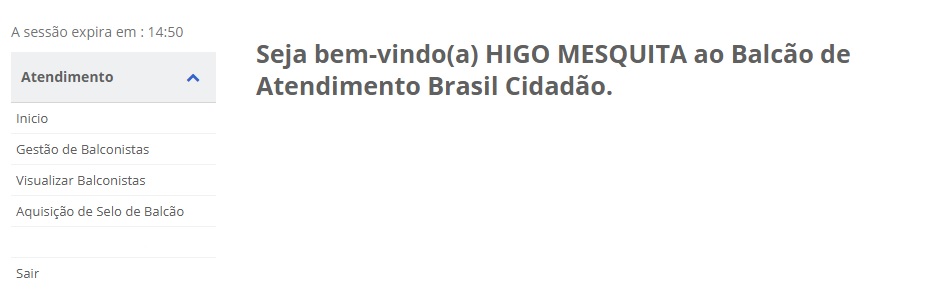 A sessão expira em : 14:50
Atendimento
Inicio
Gestão de Balconistas
Visualizar Balconistas
Aquisição de Selo de Balcão
Sair
Seja bem-vindo(a) HIGO MESQUITA ao Balcão de
Atendimento Brasil Cidadão.